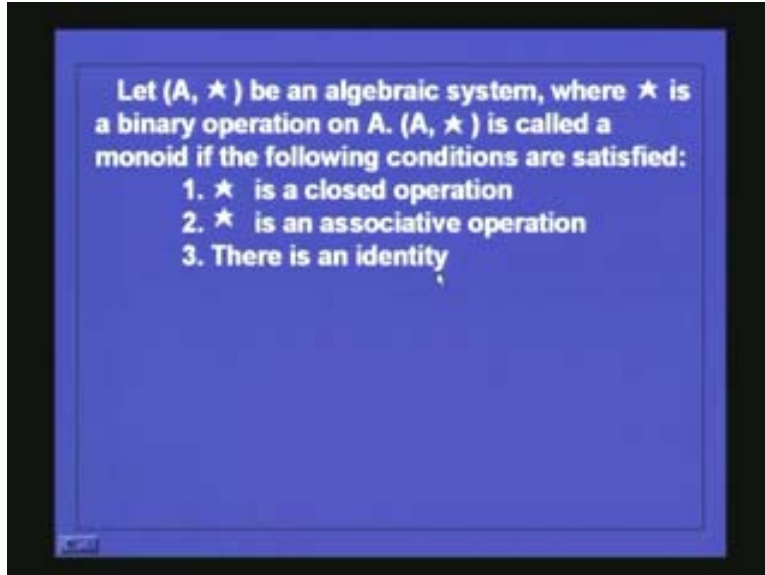 Let (A, ★ ) be an algebraic system, where ★ is
a binary operation on A. (A, ★ ) is called a
monoid if the following conditions are satisfied:
1. ★ is a closed operation
2. ★ is an associative operation
3. There is an identity